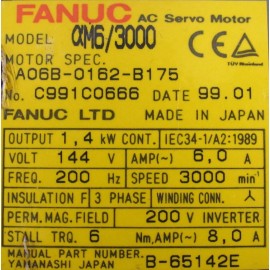 FANUC AC Servo Motor
MODEL αM6/3000
MOTOR SPEC.
A06B-0162-B175
No. C991C0666 DATE 99.01
FANUC LTD MADE IN JAPAN
OUTPUT 1,4 kW CONT. IEC34-1/A2:1989
VOLT 144 V AMP(~) 6,0 A
FREQ. 200 Hz SPEED 3000 min⁻¹
INSULATION F 3 PHASE WINDING CONN. Y
PERM. MAG. FIELD 200 V INVERTER
STALL TRQ 6 Nm, AMP(~) 8,0 A
MANUAL PART NUMBER.
YAMANASHI JAPAN B-65142E
CE
TÜV Rheinland